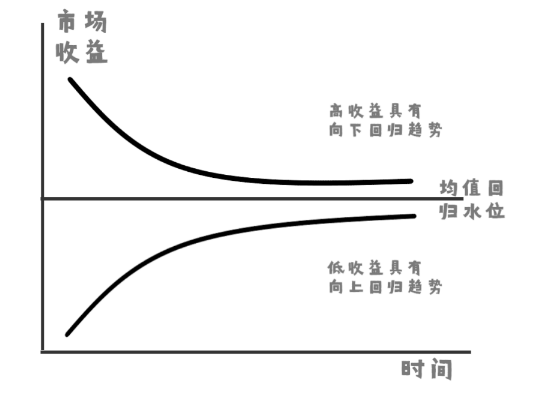 市场
收益
高收益具有
向下回归趋势
均值回
归水位
低收益具有
向上回归趋势
时间